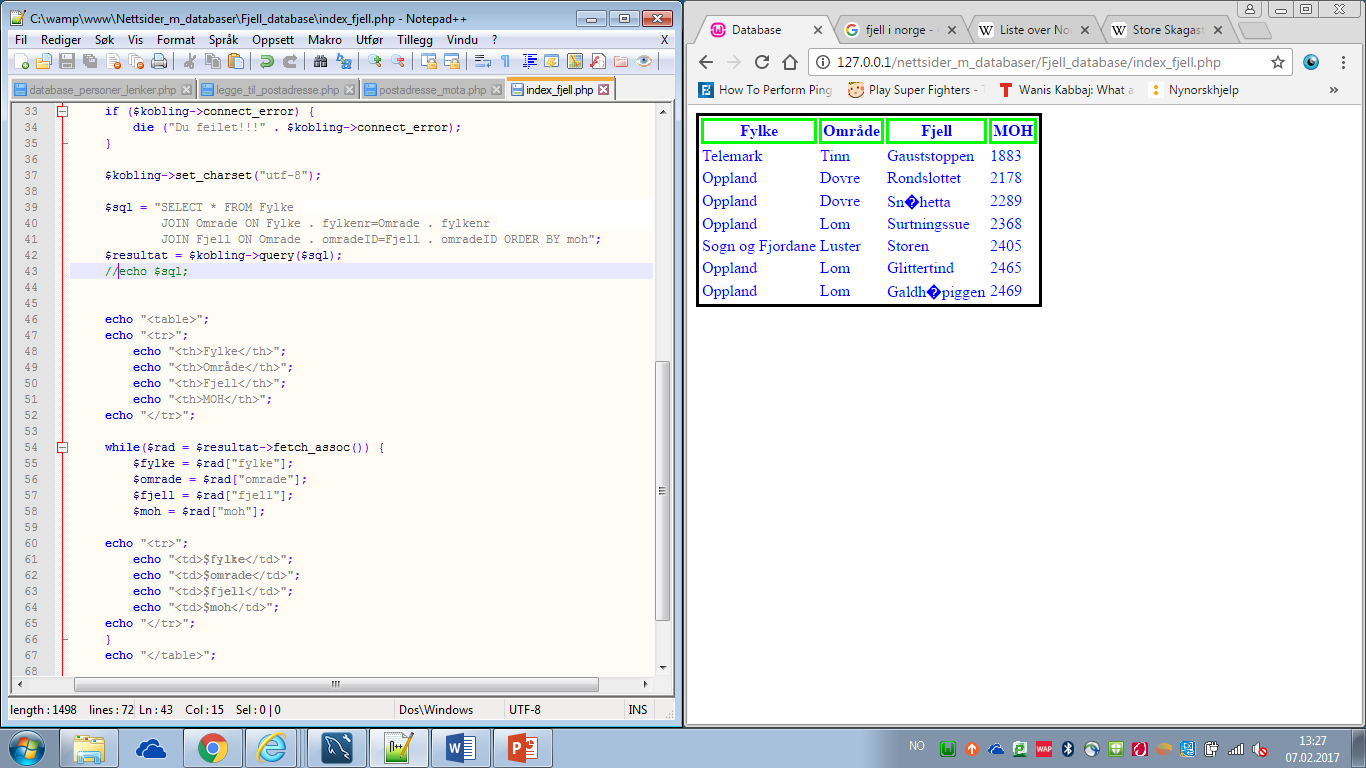 C:\wamp\www\Nettsider_m_databaser\Fjell_database\index_fjell.php - Notepad++
Fil Rediger Søk Vis Format Språk Oppsett Makro Utfør Tillegg Vindu ? X
database_personer_lenker.php legge_til_postadresse.php postadresse_mota.php index_fjell.php
33 if ($kobling->connect_error) {
34 die ("Du feilet!!!" . $kobling->connect_error);
35 }
36
37 $kobling->set_charset("utf-8");
38
39 $sql = "SELECT * FROM Fylke
40 JOIN Omrade ON Fylke . fylkenr=Omrade . fylkenr
41 JOIN Fjell ON Omrade . omradeID=Fjell . omradeID ORDER BY moh";
42 $resultat = $kobling->query($sql);
43 //echo $sql;
44
45
46 echo "<table>";
47 echo "<tr>";
48 echo "<th>Fylke</th>";
49 echo "<th>Område</th>";
50 echo "<th>Fjell</th>";
51 echo "<th>MOH</th>";
52 echo "</tr>";
53
54 while($rad = $resultat->fetch_assoc()) {
55 $fylke = $rad["fylke"];
56 $omrade = $rad["omrade"];
57 $fjell = $rad["fjell"];
58 $moh = $rad["moh"];
59
60 echo "<tr>";
61 echo "<td>$fylke</td>";
62 echo "<td>$omrade</td>";
63 echo "<td>$fjell</td>";
64 echo "<td>$moh</td>";
65 echo "</tr>";
66 }
67 echo "</table>";
68
length : 1498 lines : 72 Ln : 43 Col : 15 Sel : 0 | 0 Dos\Windows UTF-8 INS
Database fjell i norge - Liste over No Store Skagast
127.0.0.1/nettsider_m_databaser/Fjell_database/index_fjell.php
How To Perform Ping Play Super Fighters - Wanis Kabbaj: What a Nynorskhjelp »
Fylke Område Fjell MOH
Telemark Tinn Gauststoppen 1883
Oppland Dovre Rondslottet 2178
Oppland Dovre Sn�hetta 2289
Oppland Lom Surtningssue 2368
Sogn og Fjordane Luster Storen 2405
Oppland Lom Glittertind 2465
Oppland Lom Galdh�piggen 2469
NO 13:27
07.02.2017